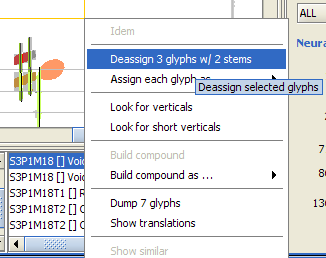 Idem
Deassign 3 glyphs w/ 2 stems
Assign each glyph as
Deassign selected glyphs
Look for verticals
Look for short verticals
Build compound
Build compound as ...
Dump 7 glyphs
Show translations
Show similar
S3P1M18 [] Voic
S3P1M18 [] Voic
S3P1M18T1 [] R
S3P1M18T2 [] C
S3P1M18T2 [] C
ALL
Neura
7